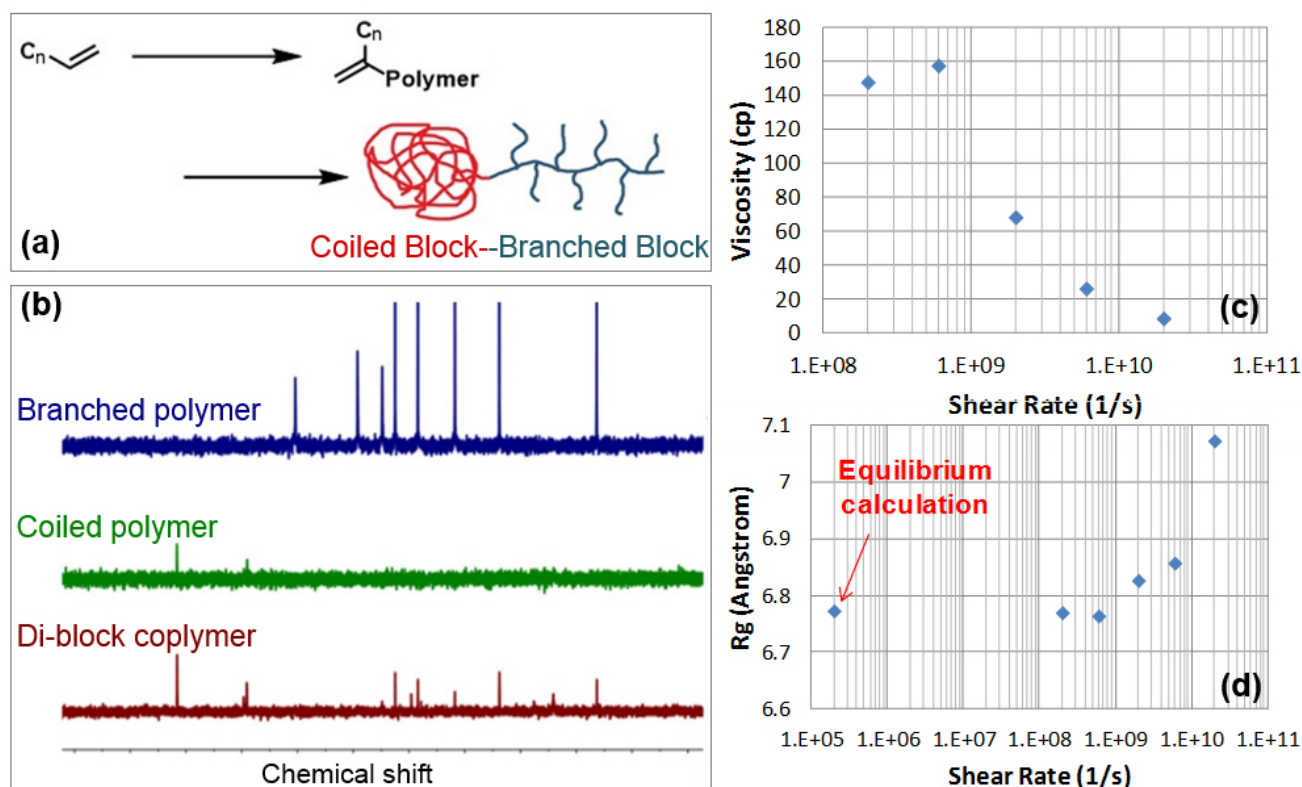 Cn
Cn
Polymer
(a)
Coiled Block--Branched Block
(b)
Branched polymer
Coiled polymer
Di-block coplymer
Chemical shift
180
160
140
120
100
80
60
40
20
0
Viscosity (cp)
(c)
1.E+08 1.E+09 1.E+10 1.E+11
Shear Rate (1/s)
7.1
7
6.9
6.8
6.7
6.6
Rg (Angstrom)
Equilibrium
calculation
(d)
1.E+05 1.E+06 1.E+07 1.E+08 1.E+09 1.E+10 1.E+11
Shear Rate (1/s)